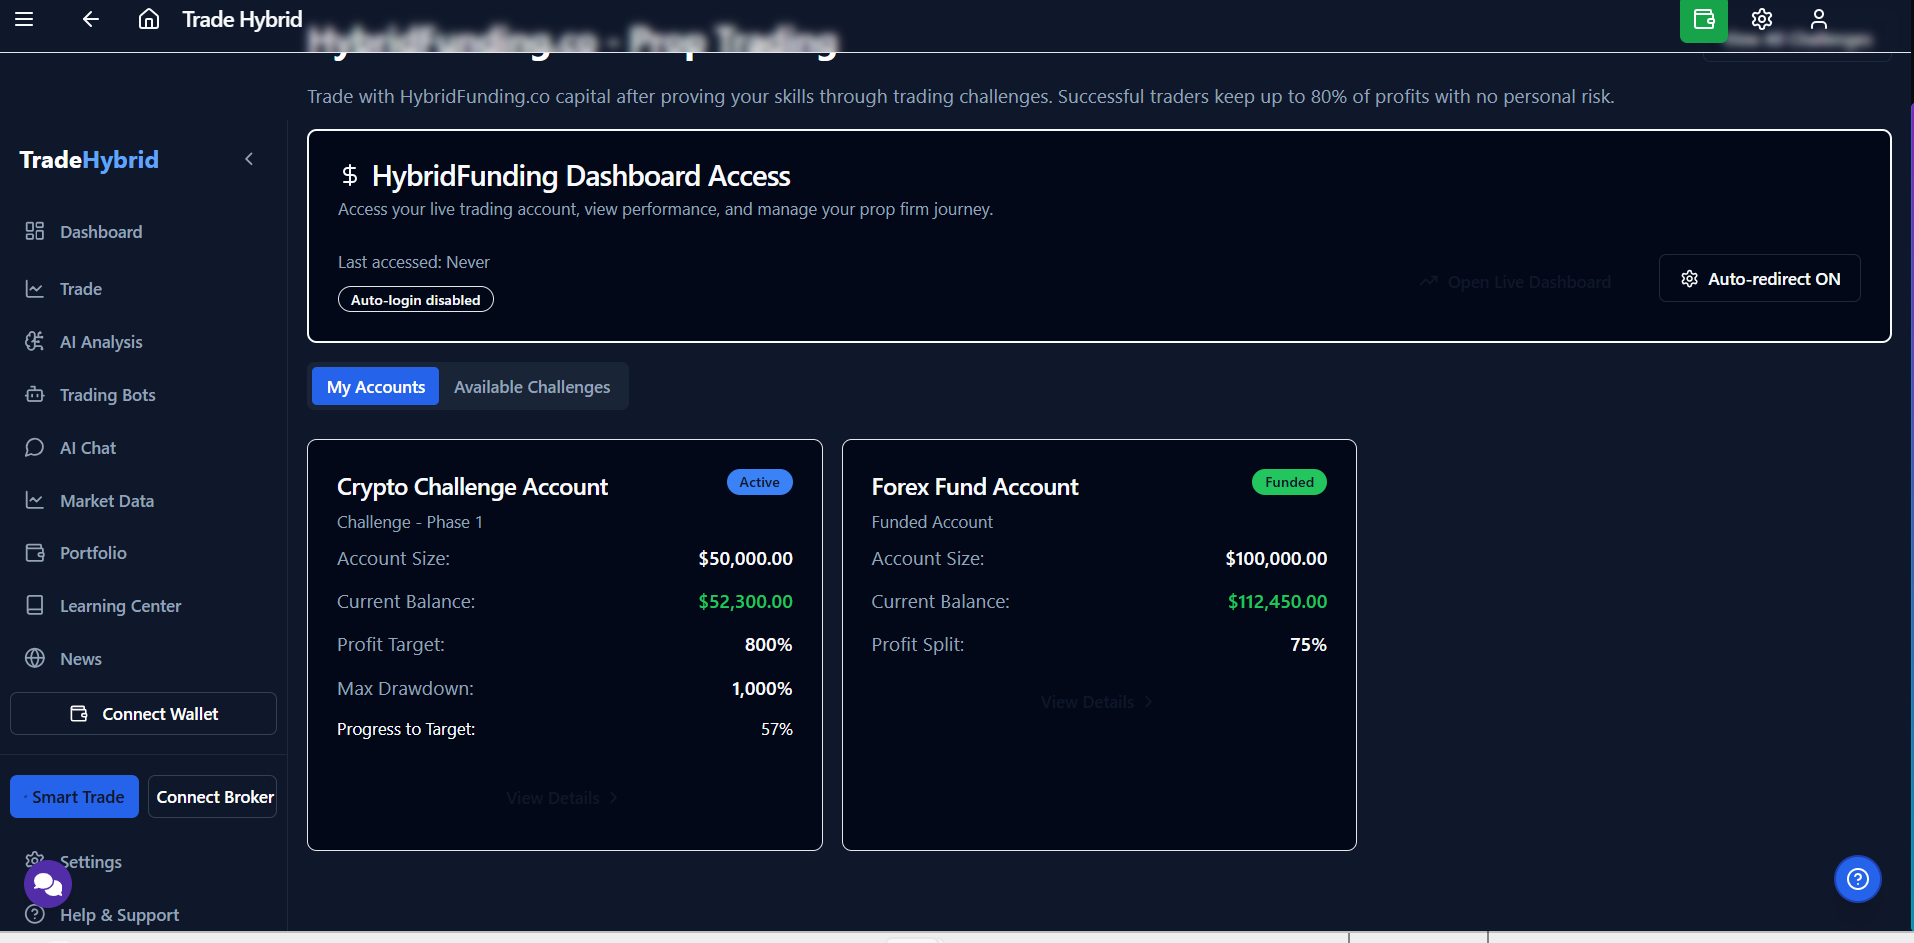 Trade Hybrid
HybridFunding.co - Prop Trading
View All Challenges
Trade with HybridFunding.co capital after proving your skills through trading challenges. Successful traders keep up to 80% of profits with no personal risk.
TradeHybrid
Dashboard
Trade
AI Analysis
Trading Bots
AI Chat
Market Data
Portfolio
Learning Center
News
Connect Wallet
Smart Trade
Connect Broker
Settings
Help & Support
HybridFunding Dashboard Access
Access your live trading account, view performance, and manage your prop firm journey.
Last accessed: Never
Auto-login disabled
Open Live Dashboard
Auto-redirect ON
My Accounts
Available Challenges
Crypto Challenge Account
Active
Challenge - Phase 1
Account Size: $50,000.00
Current Balance: $52,300.00
Profit Target: 800%
Max Drawdown: 1,000%
Progress to Target: 57%
View Details
Forex Fund Account
Funded
Funded Account
Account Size: $100,000.00
Current Balance: $112,450.00
Profit Split: 75%
View Details